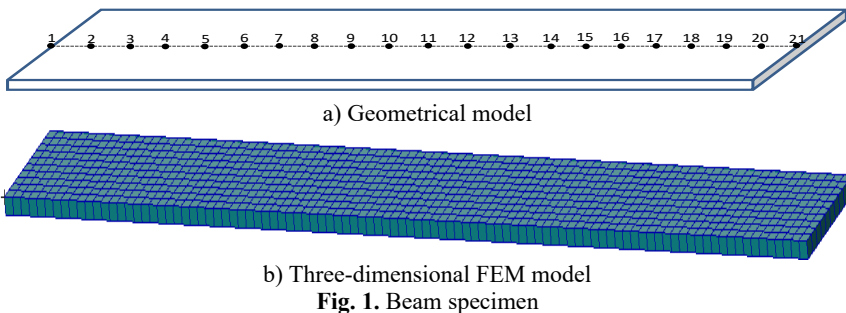 1 2 3 4 5 6 7 8 9 10 11 12 13 14 15 16 17 18 19 20 21
a) Geometrical model
b) Three-dimensional FEM model
Fig. 1. Beam specimen